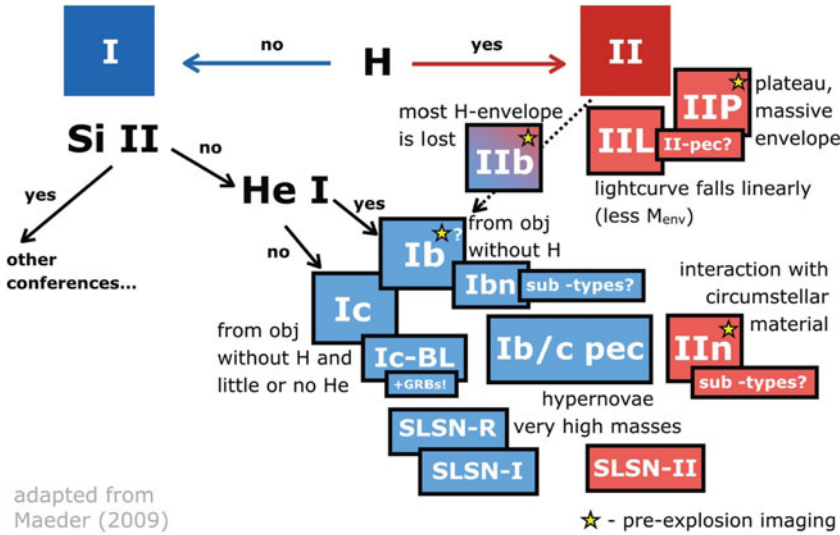 I
no
H
yes
II
Si II
no
yes
He I
yes
no
other
conferences...
most H-envelope
is lost
IIb
IIP
IIL
II-pec?
plateau,
massive
envelope
lightcurve falls linearly
(less Menv)
Ib
?
from obj
without H
Ibn
sub -types?
Ic
from obj
without H and
little or no He
Ic-BL
+GRBs!
Ib/c pec
interaction with
circumstellar
material
IIn
sub -types?
hypernovae
very high masses
SLSN-R
SLSN-I
SLSN-II
adapted from
Maeder (2009)
- pre-explosion imaging